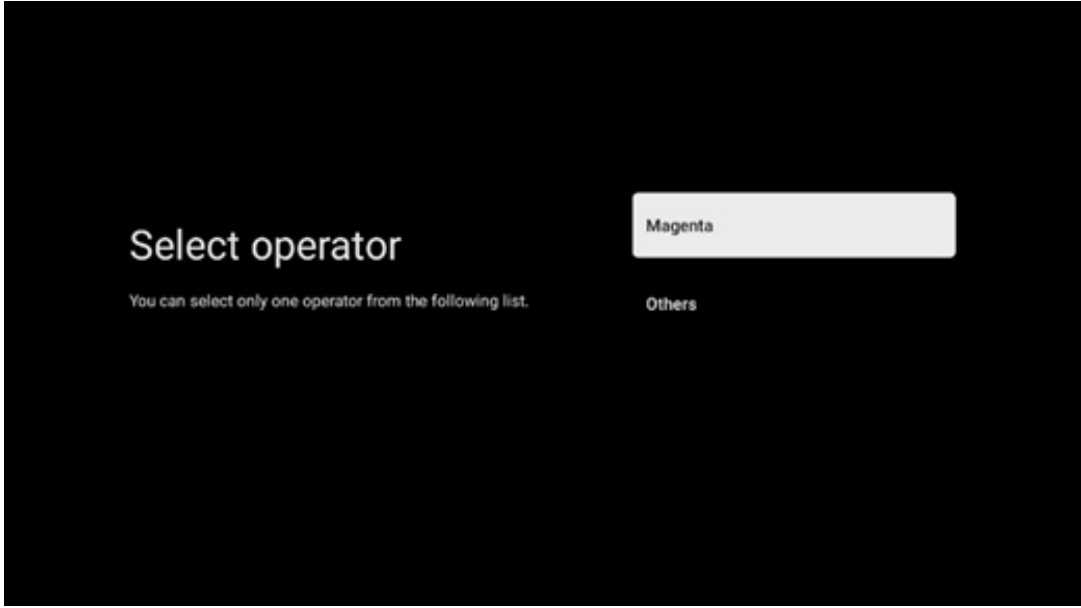 Select operator
You can select only one operator from the following list.
Magenta
Others